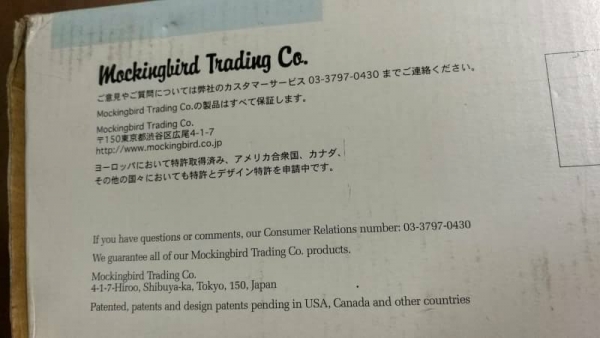 Mockingbird Trading Co.
ご意見やご質問については弊社のカスタマーサービス 03-3797-0430 までご連絡ください。
Mockingbird Trading Co.の製品はすべて保証します。
Mockingbird Trading Co.
〒150東京都渋谷区広尾4-1-7
http://www.mockingbird.co.jp
ヨーロッパにおいて特許取得済み、アメリカ合衆国、カナダ、
その他の国々においても特許とデザイン特許を申請中です。
If you have questions or comments, our Consumer Relations number: 03-3797-0430
We guarantee all of our Mockingbird Trading Co. products.
Mockingbird Trading Co.
4-1-7-Hiroo, Shibuya-ka, Tokyo, 150, Japan
Patented, patents and design patents pending in USA, Canada and other countries